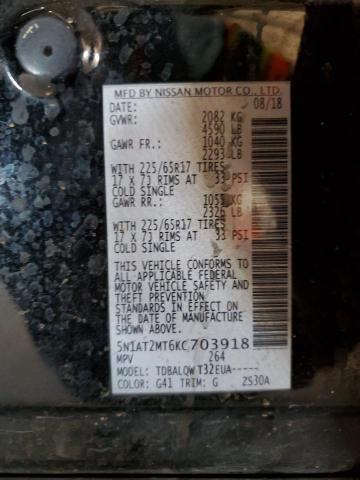 MFD BY NISSAN MOTOR CO., LTD.
DATE: 08/18
GVWR: 2082 KG
4590 LB
GAWR FR.: 1040 KG
2293 LB
WITH 225/65R17 TIRES
17 X 7J RIMS AT 33 PSI
COLD SINGLE
GAWR RR.: 1055 KG
2326 LB
WITH 225/65R17 TIRES
17 X 7J RIMS AT 33 PSI
COLD SINGLE
THIS VEHICLE CONFORMS TO
ALL APPLICABLE FEDERAL
MOTOR VEHICLE SAFETY AND
THEFT PREVENTION
STANDARDS IN EFFECT ON
THE DATE OF MANUFACTURE
SHOWN ABOVE.
5N1AT2MT6KC703918
MPV 264
MODEL: TDBALQW T32EUA-----
COLOR: G41 TRIM: G 2S30A